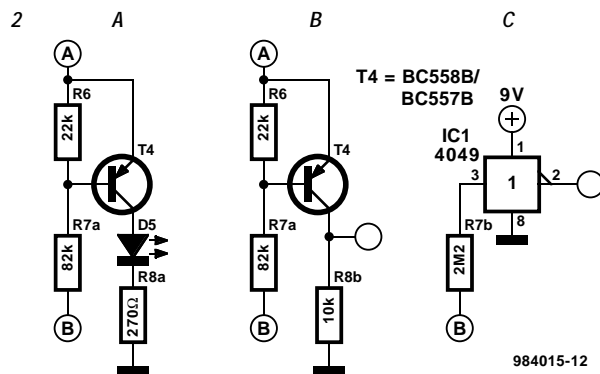 2 A B C
A
R6
22k
T4
R7a
82k
D5
R8a
270Ω
B
A
R6
22k
T4
R7a
82k
R8b
10k
B
T4 = BC558B/
BC557B
9V
+
IC1
4049
1
3
1
2
8
R7b
2M2
B
984015-12